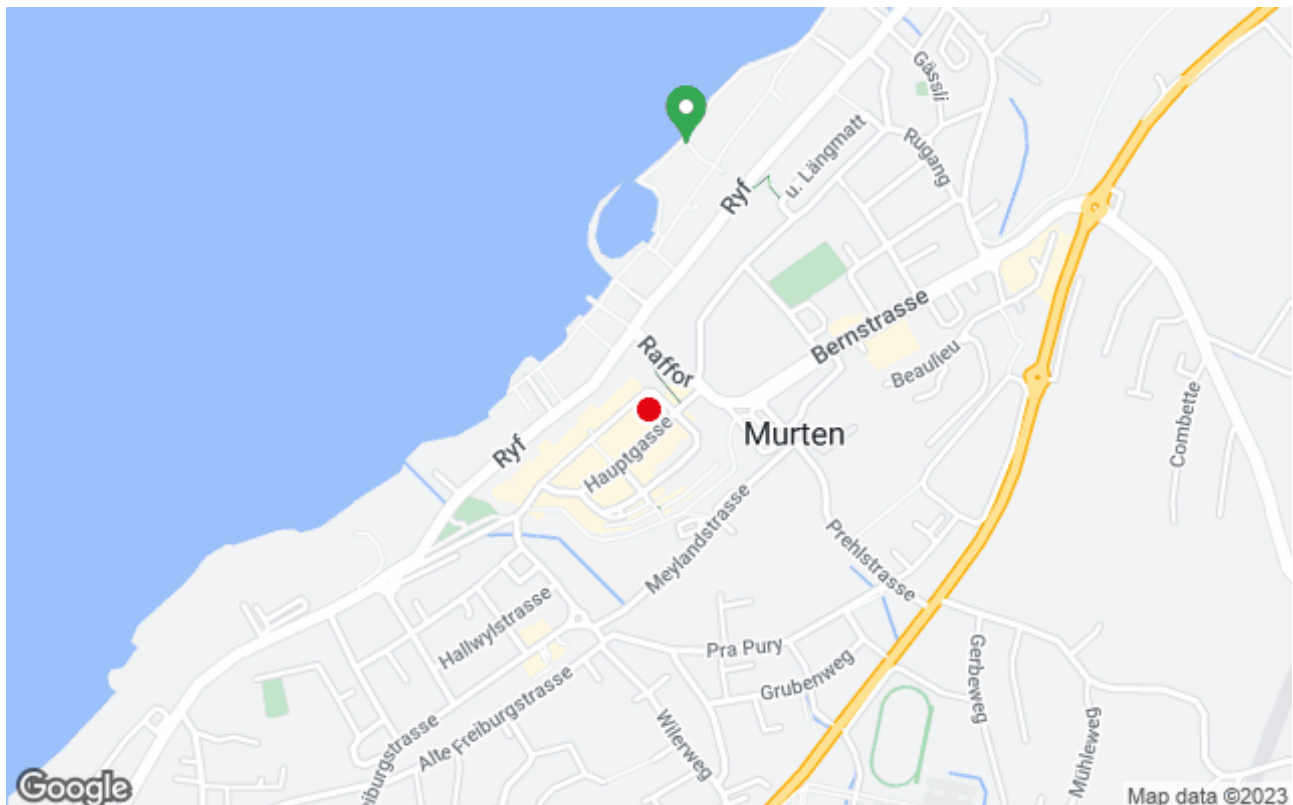 Gässli
u. Längmatt
Rugang
Ryf
Bernstrasse
Raffor
Beaulieu
Combette
Murten
Ryf
Hauptgasse
Meylandstrasse
Prehlstrasse
Hallwylstrasse
Pra Pury
Grubenweg
Gerbeweg
Alte Freiburgstrasse
eiburgstrasse
Wilerweg
Mühleweg
Google
Map data ©2023